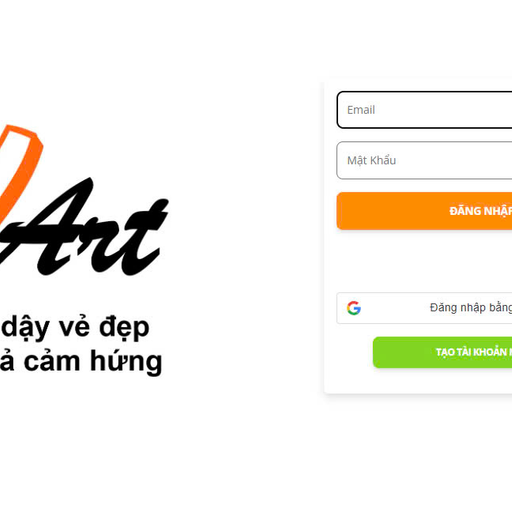 Art
dậy vẻ đẹp
cảm hứng
Email
Mật Khẩu
ĐĂNG NHẬP
Đăng nhập bằng
TẠO TÀI KHOẢN